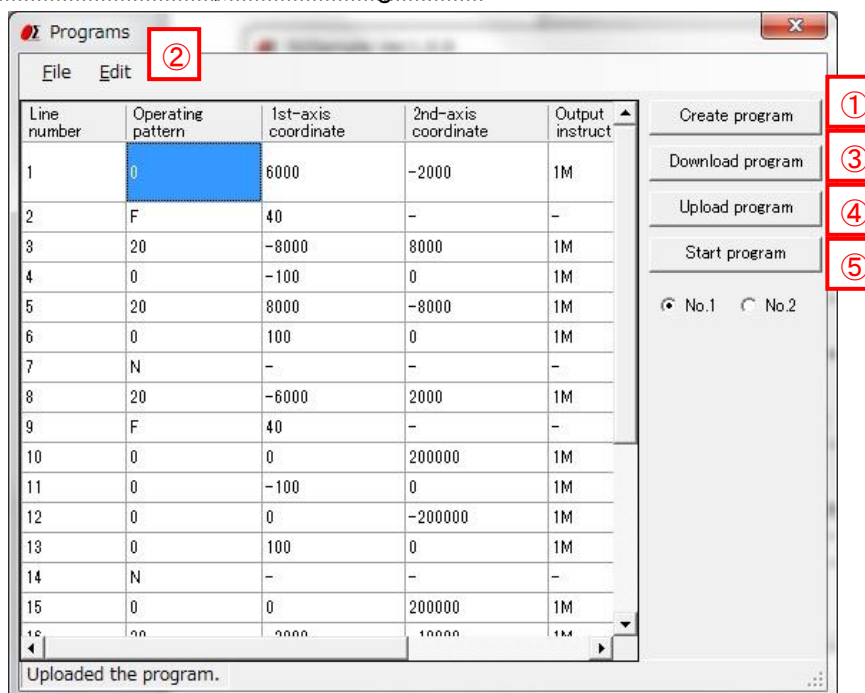 Programs
②
File Edit
Line number Operating pattern 1st-axis coordinate 2nd-axis coordinate Output instruct
1 0 6000 -2000 1M
2 F 40 - -
3 20 -8000 8000 1M
4 0 -100 0 1M
5 20 8000 -8000 1M
6 0 100 0 1M
7 N - - -
8 20 -6000 2000 1M
9 F 40 - -
10 0 0 200000 1M
11 0 -100 0 1M
12 0 0 -200000 1M
13 0 100 0 1M
14 N - - -
15 0 0 200000 1M
Create program ①
Download program ③
Upload program ④
Start program ⑤
No.1 No.2
Uploaded the program.